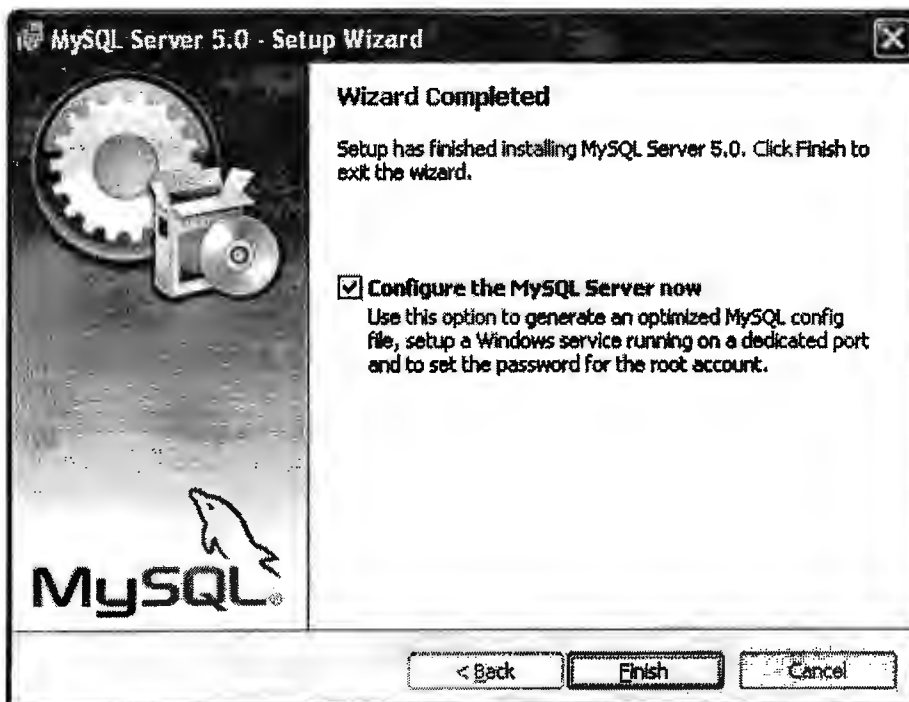 MySQL Server 5.0 - Setup Wizard
Wizard Completed
Setup has finished installing MySQL Server 5.0. Click Finish to
exit the wizard.
Configure the MySQL Server now
Use this option to generate an optimized MySQL config
file, setup a Windows service running on a dedicated port
and to set the password for the root account.
MySQL®
< Back
Finish
Cancel